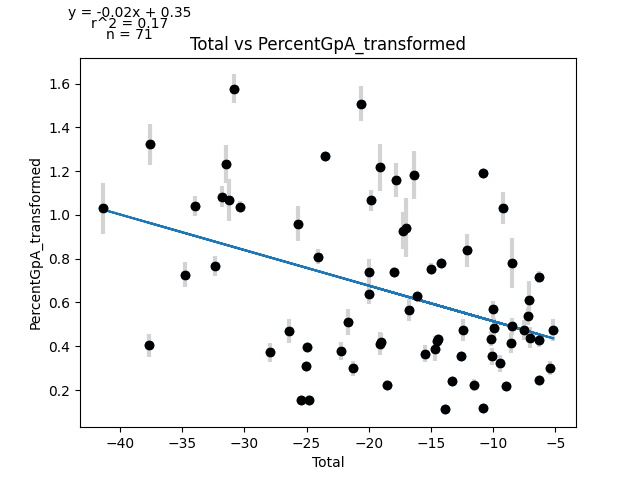 y = -0.02x + 0.35
r^2 = 0.17
n = 71
Total vs PercentGpA_transformed
PercentGpA_transformed
1.6
1.4
1.2
1.0
0.8
0.6
0.4
0.2
−40 −35 −30 −25 −20 −15 −10 −5
Total